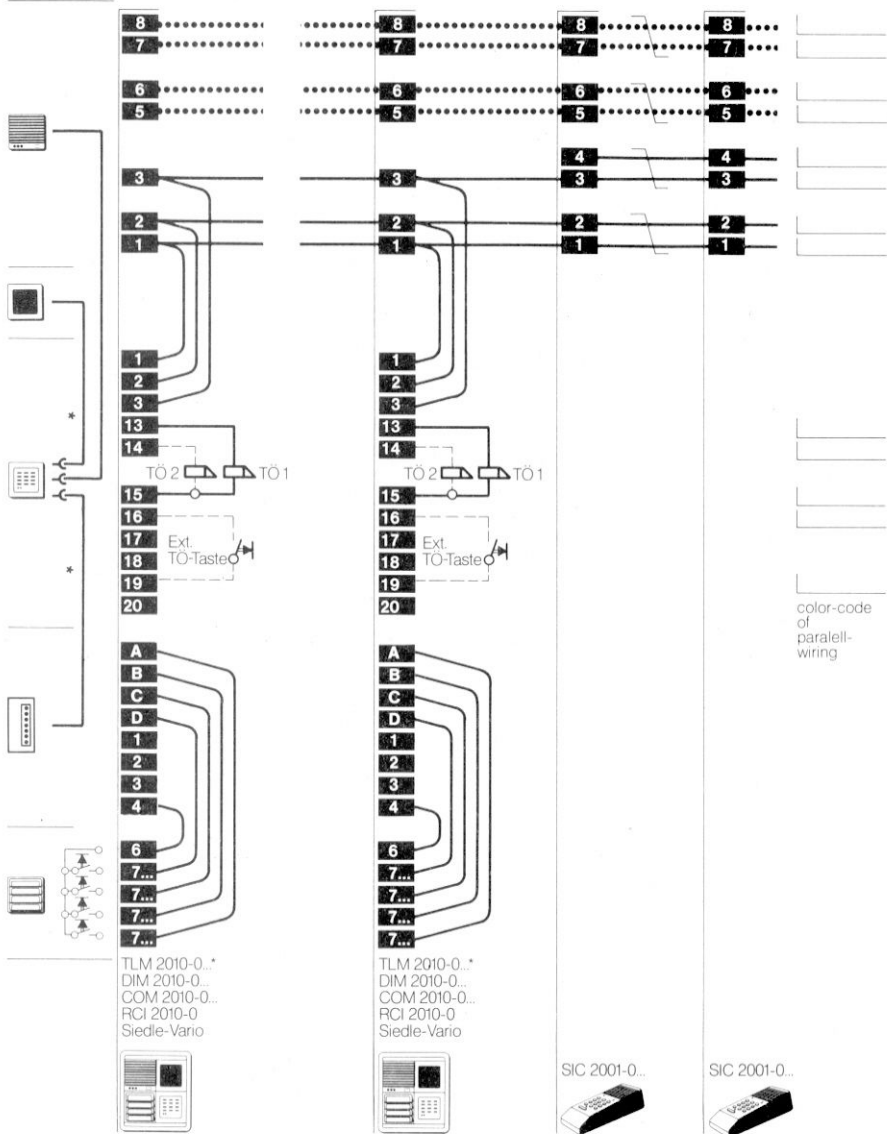 8 8 8 8
7 7 7 7
6 6 6 6
5 5 5 5
4 4
3 3 3 3
2 2 2 2
1 1 1 1
1 1
2 2
3 3
13 13
14 14
TÖ 2 TÖ 1 TÖ 2 TÖ 1
15 15
16 16
17 Ext. 17 Ext.
18 TÖ-Taste 18 TÖ-Taste
19 19
20 20
*
*
color-code
of
paralell-
wiring
A A
B B
C C
D D
1 1
2 2
3 3
4 4
6 6
7... 7...
7... 7...
7... 7...
7... 7...
TLM 2010-0...* TLM 2010-0...*
DIM 2010-0... DIM 2010-0...
COM 2010-0... COM 2010-0...
RCI 2010-0 RCI 2010-0
Siedle-Vario Siedle-Vario
SIC 2001-0... SIC 2001-0...